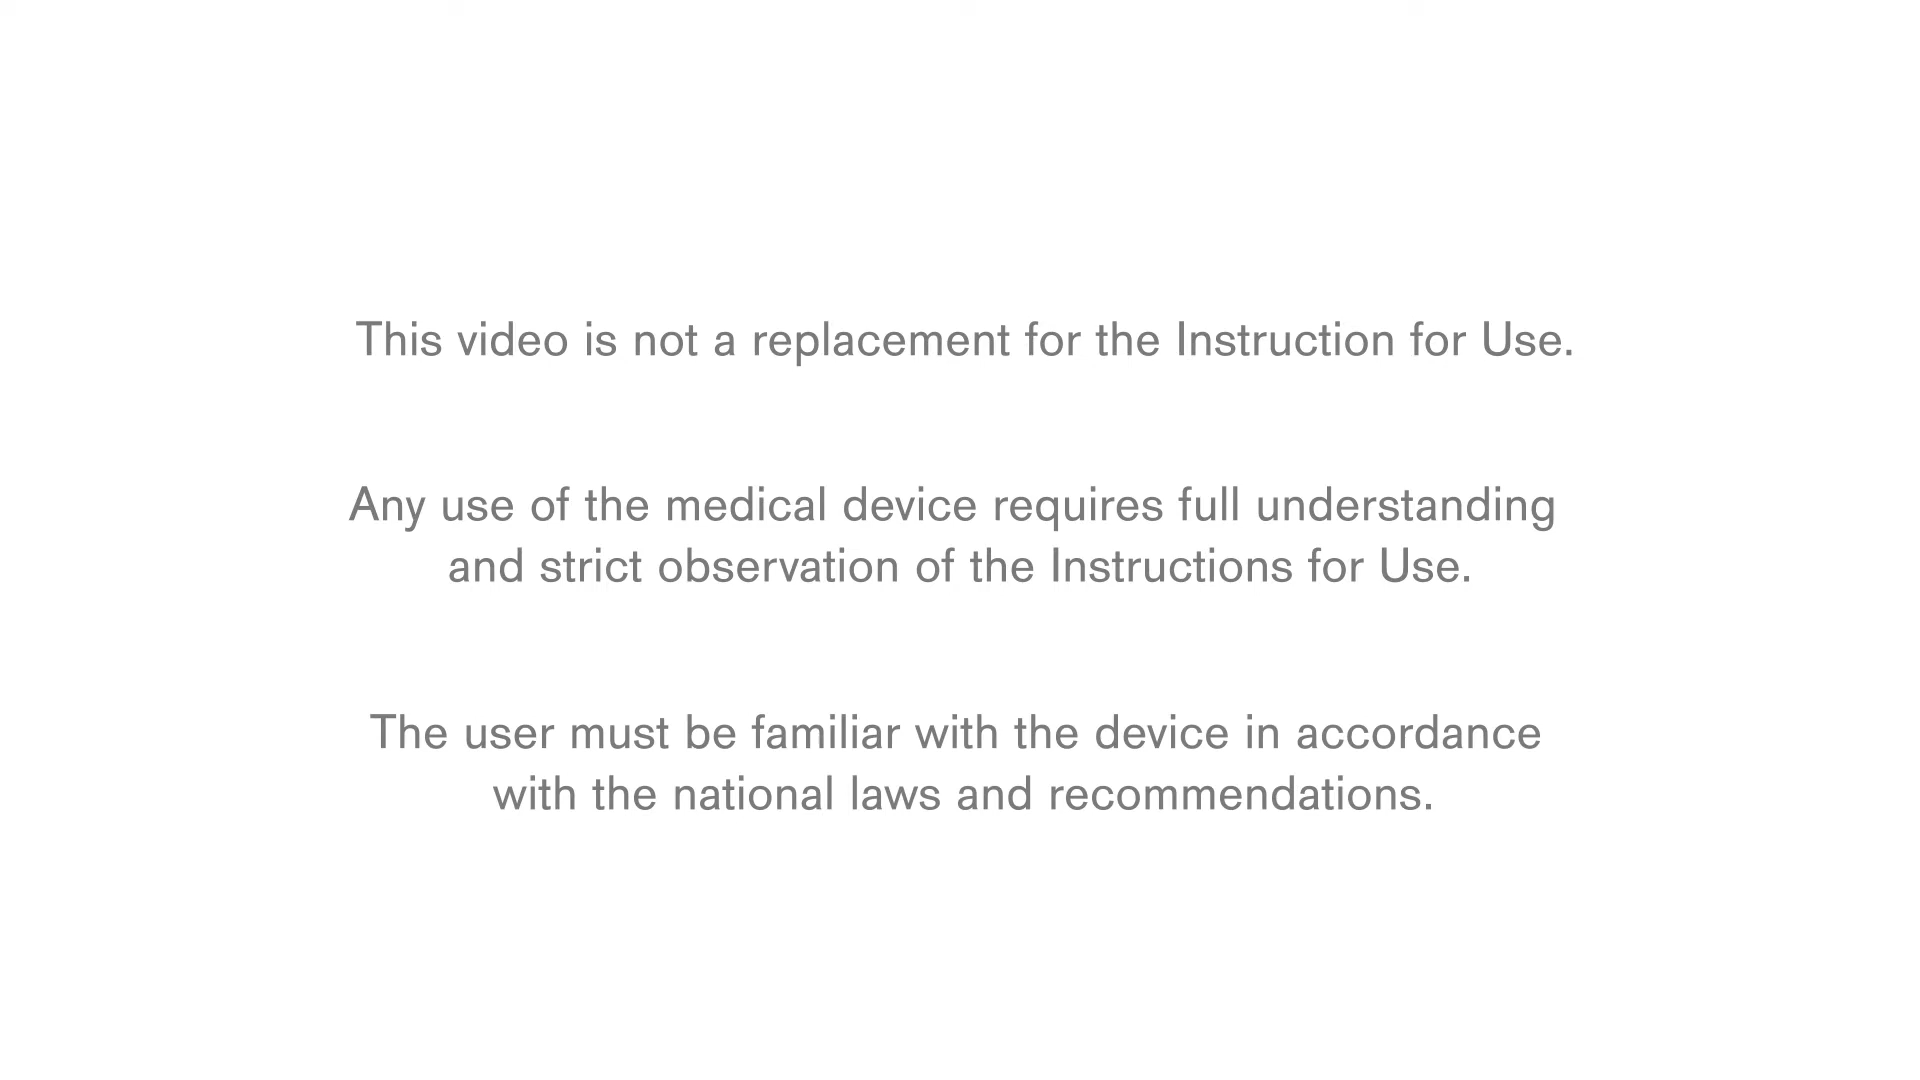 This video is not a replacement for the Instruction for Use.
Any use of the medical device requires full understanding
and strict observation of the Instructions for Use.
The user must be familiar with the device in accordance
with the national laws and recommendations.